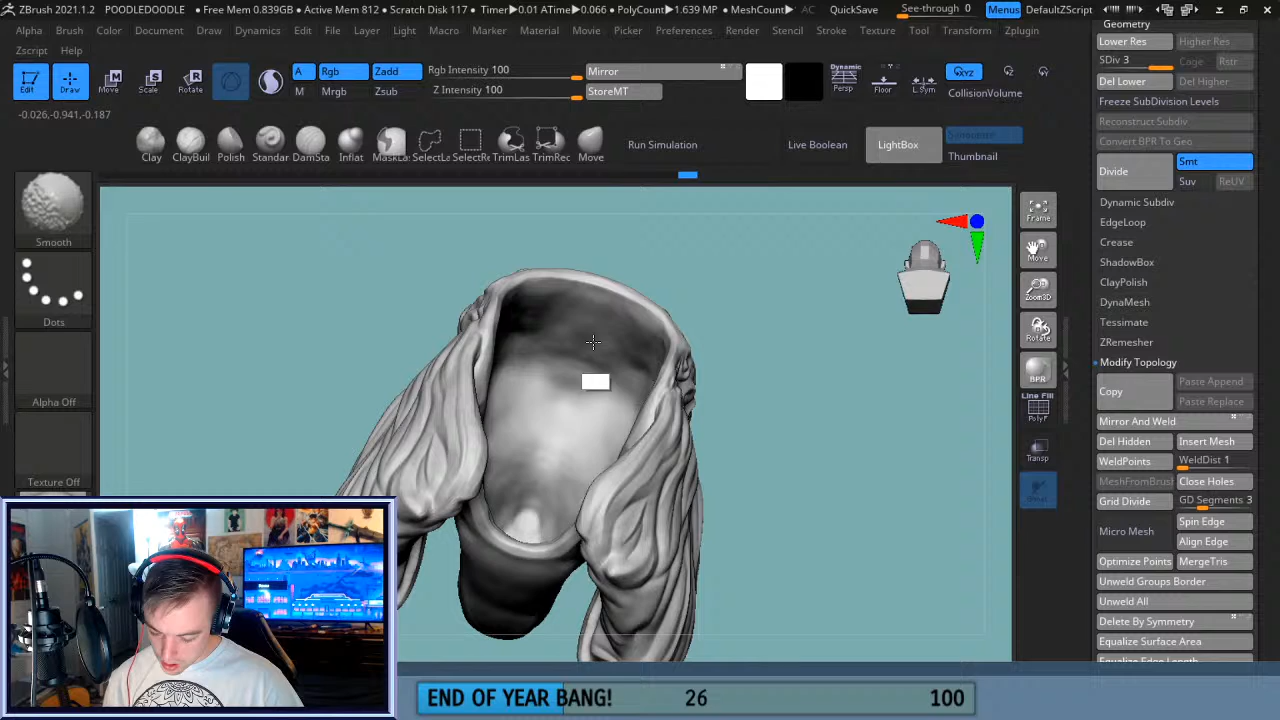 ZBrush 2021.1.2 POODLEDOODLE • Free Mem 0.839GB • Active Mem 812 • Scratch Disk 117 • Timer▶0.01 ATime▶0.066 • PolyCount▶1.639 MP • MeshCount▶ AC QuickSave See-through 0 Menus DefaultZScript
Alpha Brush Color Document Draw Dynamics Edit File Layer Light Macro Marker Material Movie Picker Preferences Render Stencil Stroke Texture Tool Transform Zplugin
Zscript Help
Edit Draw Move Scale Rotate
A Rgb Zadd Rgb Intensity 100 Mirror
M Mrgb Zsub Z Intensity 100 StoreMT
Dynamic
Persp Floor L.Sym
XYZ
CollisionVolume
-0.026,-0.941,-0.187
Clay ClayBuil Polish Standar DamSta Inflat MaskLa SelectLa SelectRe TrimLas TrimRec Move
Run Simulation Live Boolean LightBox
Thumbnail
Smooth
Dots
Alpha Off
Texture Off
Frame
Move
Zoom3D
Rotate
BPR
Line Fill
PolyF
Transp
Geometry
Lower Res Higher Res
SDiv 3 Cage Rstr
Del Lower Del Higher
Freeze SubDivision Levels
Reconstruct Subdiv
Convert BPR To Geo
Divide Smt
Suv ReUV
Dynamic Subdiv
EdgeLoop
Crease
ShadowBox
ClayPolish
DynaMesh
Tessimate
ZRemesher
Modify Topology
Copy Paste Append
Paste Replace
Mirror And Weld
Del Hidden Insert Mesh
WeldPoints WeldDist 1
MeshFromBrush Close Holes
Grid Divide GD Segments 3
Micro Mesh Spin Edge
Align Edge
Optimize Points MergeTris
Unweld Groups Border
Unweld All
Delete By Symmetry
Equalize Surface Area
END OF YEAR BANG! 26 100